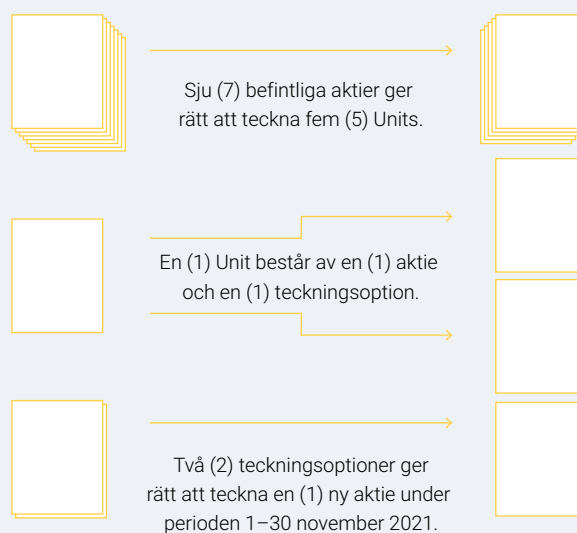 Sju (7) befintliga aktier ger
rätt att teckna fem (5) Units.
En (1) Unit består av en (1) aktie
och en (1) teckningsoption.
Två (2) teckningsoptioner ger
rätt att teckna en (1) ny aktie under
perioden 1–30 november 2021.